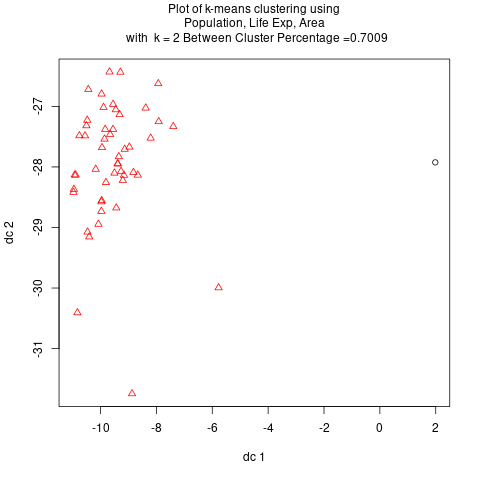 Plot of k-means clustering using
Population, Life Exp, Area
with  k = 2 Between Cluster Percentage =0.7009
-27
-28
-29
-30
-31
dc 2
-10
-8
-6
-4
-2
0
2
dc 1